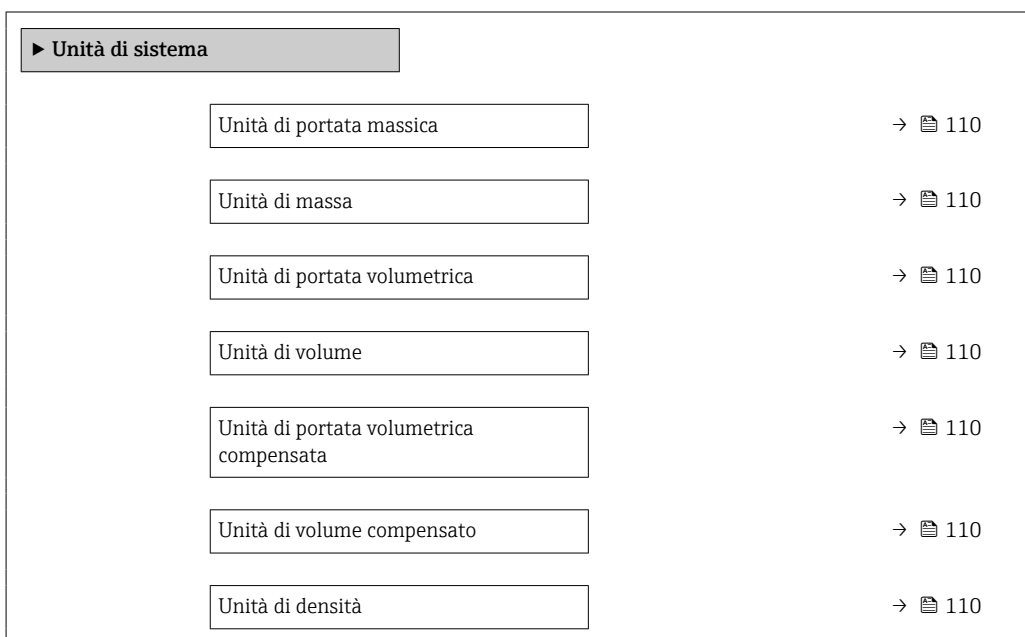 ▶ Unità di sistema
Unità di portata massica → 110
Unità di massa → 110
Unità di portata volumetrica → 110
Unità di volume → 110
Unità di portata volumetrica → 110
compensata
Unità di volume compensato → 110
Unità di densità → 110